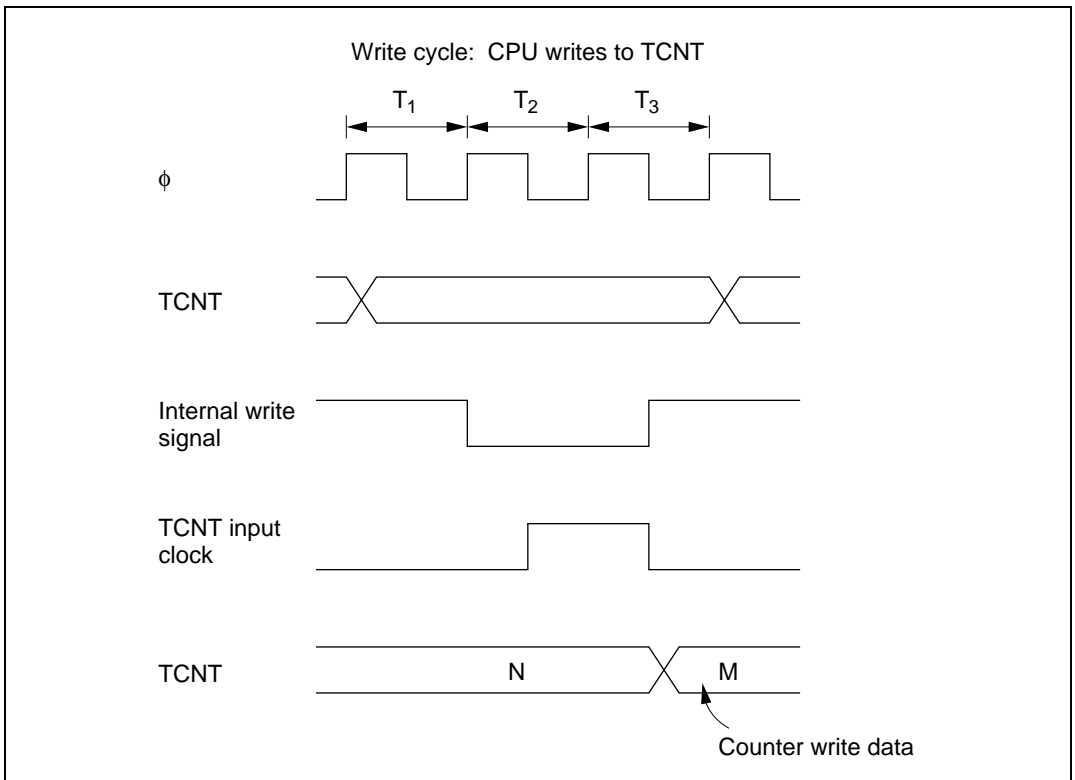 Write cycle: CPU writes to TCNT
T1 T2 T3
φ
TCNT
Internal write
signal
TCNT input
clock
TCNT
N
M
Counter write data